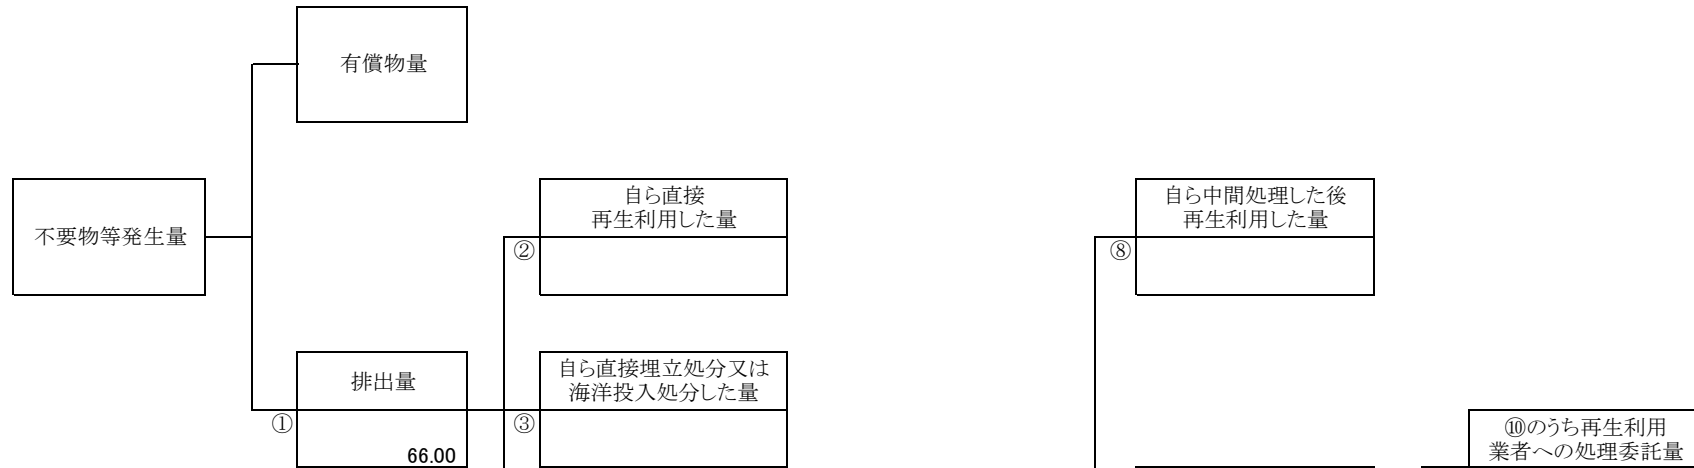 有償物量
不要物等発生量
自ら直接
再生利用した量
②
自ら中間処理した後
再生利用した量
⑧
排出量
①
66.00
自ら直接埋立処分又は
海洋投入処分した量
③
⑩のうち再生利用
業者への処理委託量